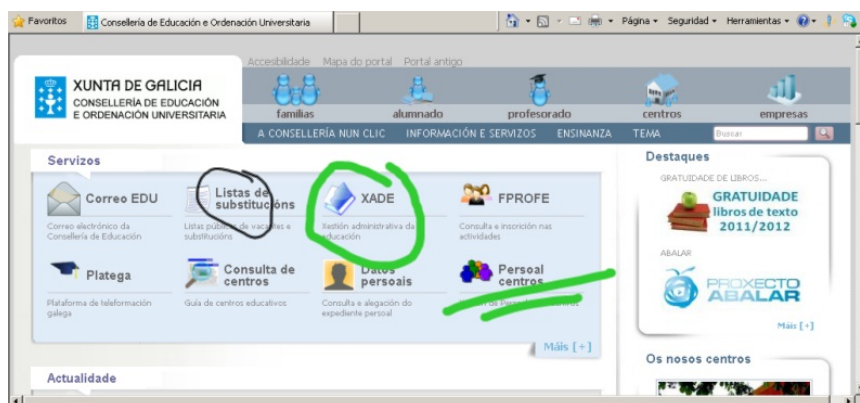 Favoritos
Consellería de Educación e Ordenación Universitaria
Página
Seguridad
Herramientas
Accesibilidade Mapa do portal Portal antigo
XUNTA DE GALICIA
CONSELLERÍA DE EDUCACIÓN
E ORDENACIÓN UNIVERSITARIA
familias
alumnado
profesorado
centros
empresas
A CONSELLERÍA NUN CLIC INFORMACIÓN E SERVIZOS ENSINANZA TEMA
Buscar
Servizos
Correo EDU
Correo electrónico da
Consellería de Educación
Listas de
substitucións
Listas públicas de vacantes e
substitucións
XADE
Xestión administrativa da
educación
FPROFE
Consulta e inscrición nas
actividades
Platega
Plataforma de teleformación
galega
Consulta de
centros
Guía de centros educativos
Datos
persoais
Consulta e alegación do
expediente persoal
Persoal
centros
de
Máis [+]
Actualidade
Destaques
GRATUIDADE DE LIBROS...
GRATUIDADE
libros de texto
2011/2012
ABALAR
PROXECTO
ABALAR
Máis [+]
Os nosos centros